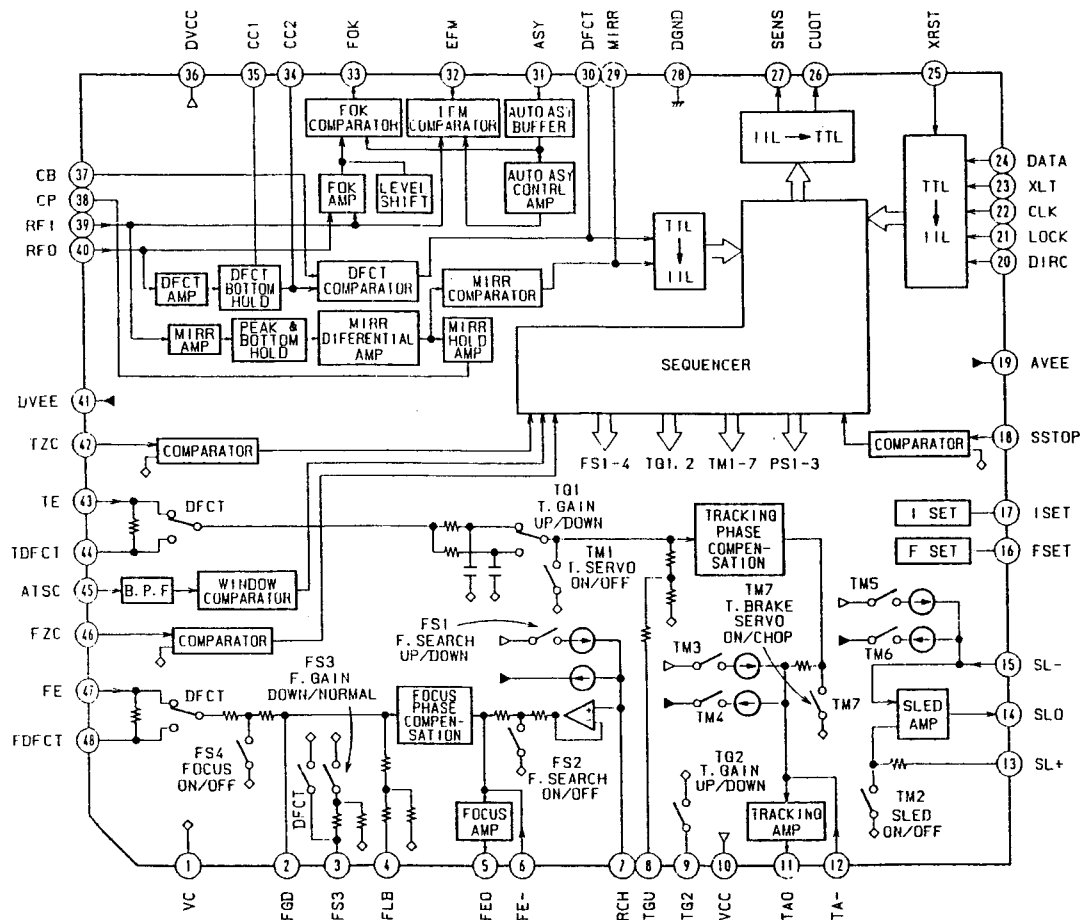 DVCC
CC1
CC2
FOK
EFM
ASY
DFCT
MIRR
DGND
SENS
CUOT
XRST
36
35
34
33
32
31
30
29
28
27
26
25
FOK
COMPARATOR
IFM
COMPARATOR
AUTO ASY
BUFFER
IIL → TTL
CB
37
CP
38
RFI
39
RFO
40
FOK
AMP
LEVEL
SHIFT
AUTO ASY
CONTRL
AMP
TTL
↓
IIL
TTL
↓
IIL
24
DATA
23
XLT
22
CLK
21
LOCK
20
DIRC
DFCT
AMP
DFCT
BOTTOM
HOLD
DFCT
COMPARATOR
MIRR
COMPARATOR
MIRR
AMP
PEAK &
BOTTOM
HOLD
MIRR
DIFERENTIAL
AMP
MIRR
HOLD
AMP
SEQUENCER
19
AVEE
DVEE
41
TZC
42
COMPARATOR
FS1-4
TG1.2
TM1-7
PS1-3
COMPARATOR
18
SSTOP
TE
43
DFCT
TDFCT
44
TG1
T. GAIN
UP/DOWN
TM1
T. SERVO
ON/OFF
TRACKING
PHASE
COMPEN-
SATION
I SET
17
ISET
F SET
16
FSET
ATSC
45
B.P.F
WINDOW
COMPARATOR
FZC
46
COMPARATOR
FS1
F. SEARCH
UP/DOWN
TM7
T. BRAKE
SERVO
ON/CHOP
TM5
TM6
TM3
TM4
TM7
15
SL-
SLED
AMP
14
SLO
13
SL+
FE
47
DFCT
FDFCT
48
FS3
F. GAIN
DOWN/NORMAL
FOCUS
PHASE
COMPEN-
SATION
FS4
FOCUS
ON/OFF
DFCT
FS2
F. SEARCH
ON/OFF
TG2
T. GAIN
UP/DOWN
TM2
SLED
ON/OFF
FOCUS
AMP
TRACKING
AMP
1
2
3
4
5
6
7
8
9
10
11
12
VC
FGD
FS3
FLB
FEO
FE-
RCH
TGU
TG2
VCC
TAO
TA-